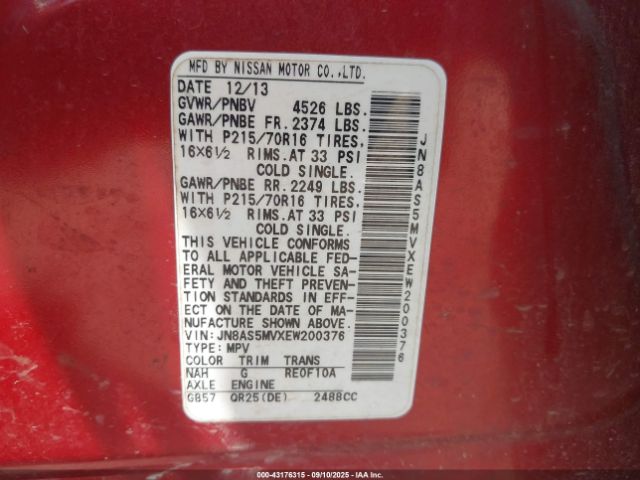 MFD BY NISSAN MOTOR CO.,LTD.
DATE 12/13
GVWR/PNBV 4526 LBS.
GAWR/PNBE FR. 2374 LBS.
WITH P215/70R16 TIRES.
16X6½ RIMS.AT 33 PSI
COLD SINGLE.
GAWR/PNBE RR. 2249 LBS.
WITH P215/70R16 TIRES.
16X6½ RIMS.AT 33 PSI
COLD SINGLE.
THIS VEHICLE CONFORMS
TO ALL APPLICABLE FED-
ERAL MOTOR VEHICLE SA-
FETY AND THEFT PREVEN-
TION STANDARDS IN EFF-
ECT ON THE DATE OF MA-
NUFACTURE SHOWN ABOVE.
VIN: JN8AS5MVXEW200376
TYPE: MPV
COLOR TRIM TRANS
NAH G RE0F10A
AXLE ENGINE
GB57 QR25(DE) 2488CC
JN8AS5MVXEW200376
000-43176315 - 09/10/2025 - IAAI.COM